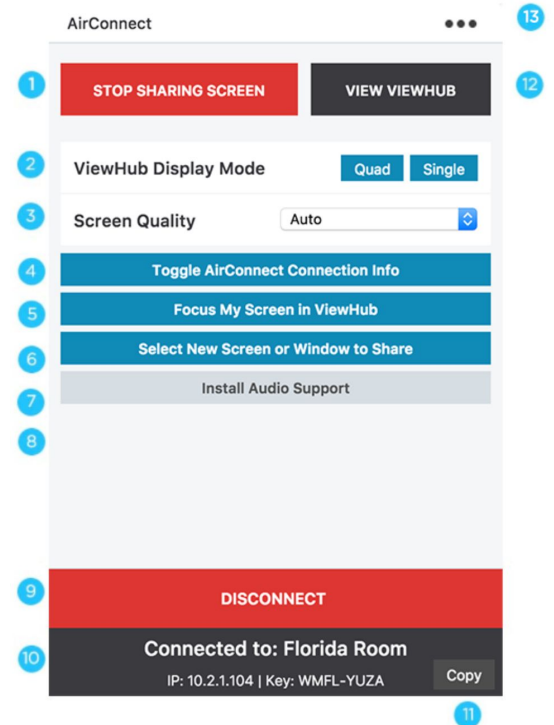 AirConnect
13
1
STOP SHARING SCREEN
VIEW VIEWHUB
12
2
ViewHub Display Mode
Quad
Single
3
Screen Quality
Auto
4
Toggle AirConnect Connection Info
5
Focus My Screen in ViewHub
6
Select New Screen or Window to Share
7
Install Audio Support
8
9
DISCONNECT
10
Connected to: Florida Room
IP: 10.2.1.104 | Key: WMFL-YUZA
Copy
11